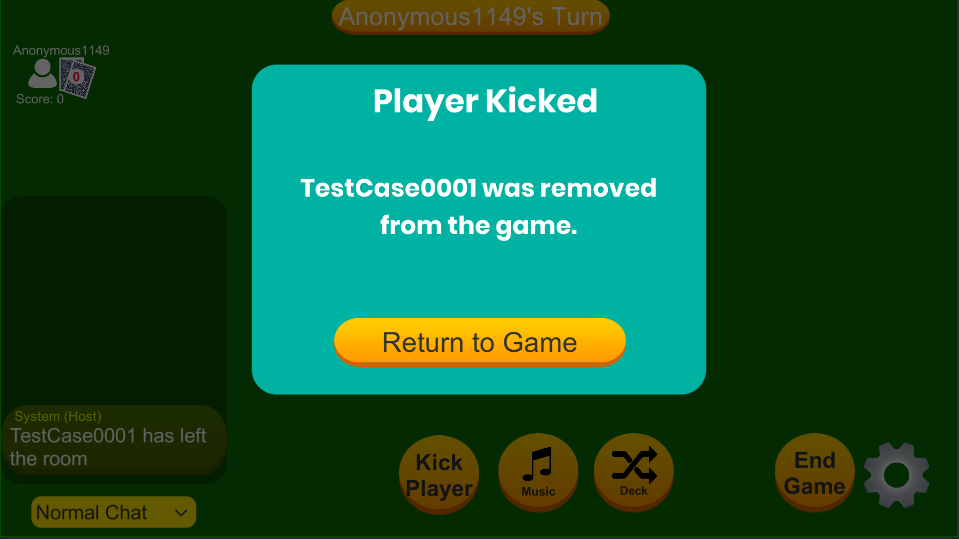 Anonymous1149's Turn
Anonymous1149
0
Score: 0
Player Kicked
TestCase0001 was removed
from the game.
Return to Game
System (Host)
TestCase0001 has left
the room
Normal Chat
Kick
Player
Music
Deck
End
Game